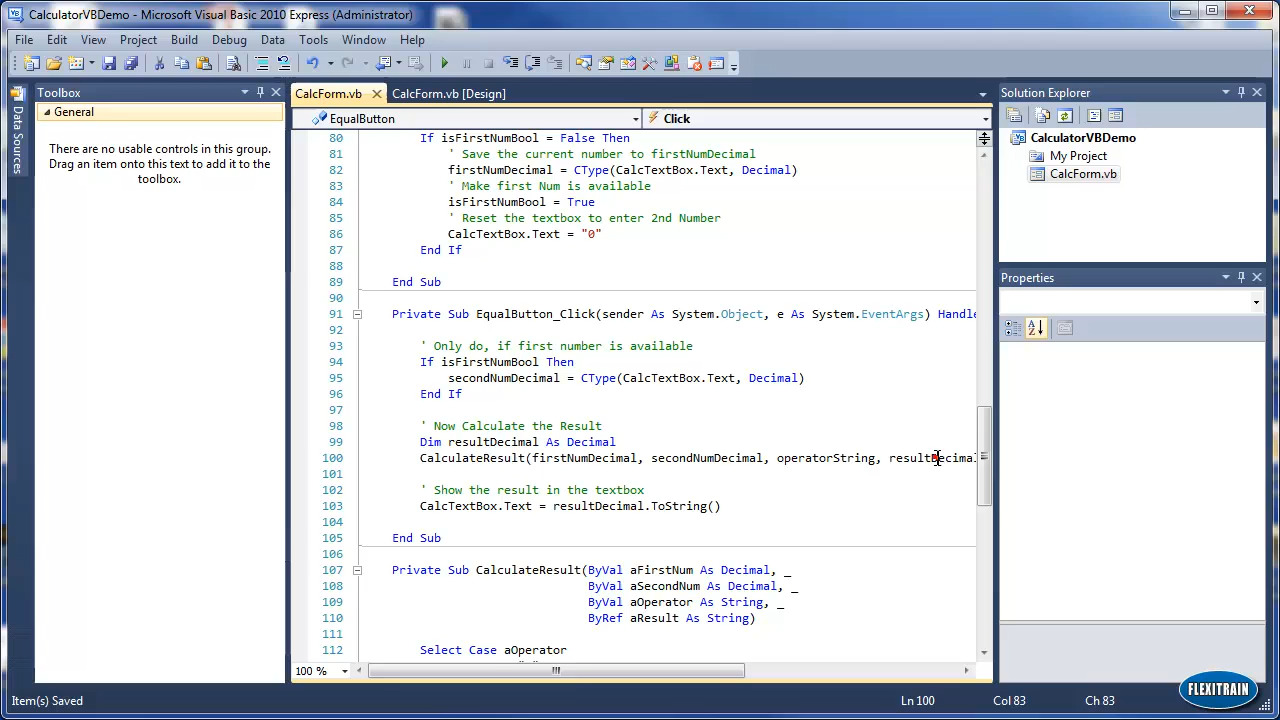 CalculatorVBDemo - Microsoft Visual Basic 2010 Express (Administrator)
File Edit View Project Build Debug Data Tools Window Help
Toolbox
General
There are no usable controls in this group. Drag an item onto this text to add it to the toolbox.
Data Sources
CalcForm.vb CalcForm.vb [Design]
EqualButton Click
80 If isFirstNumBool = False Then
81 ' Save the current number to firstNumDecimal
82 firstNumDecimal = CType(CalcTextBox.Text, Decimal)
83 ' Make first Num is available
84 isFirstNumBool = True
85 ' Reset the textbox to enter 2nd Number
86 CalcTextBox.Text = "0"
87 End If
88
89 End Sub
90
91 Private Sub EqualButton_Click(sender As System.Object, e As System.EventArgs) Handle
92
93 ' Only do, if first number is available
94 If isFirstNumBool Then
95 secondNumDecimal = CType(CalcTextBox.Text, Decimal)
96 End If
97
98 ' Now Calculate the Result
99 Dim resultDecimal As Decimal
100 CalculateResult(firstNumDecimal, secondNumDecimal, operatorString, resultDecimal
101
102 ' Show the result in the textbox
103 CalcTextBox.Text = resultDecimal.ToString()
104
105 End Sub
106
107 Private Sub CalculateResult(ByVal aFirstNum As Decimal, _
108 ByVal aSecondNum As Decimal, _
109 ByVal aOperator As String, _
110 ByRef aResult As String)
111
112 Select Case aOperator
100 %
Solution Explorer
CalculatorVBDemo
My Project
CalcForm.vb
Properties
Item(s) Saved Ln 100 Col 83 Ch 83
FLEXITRAIN